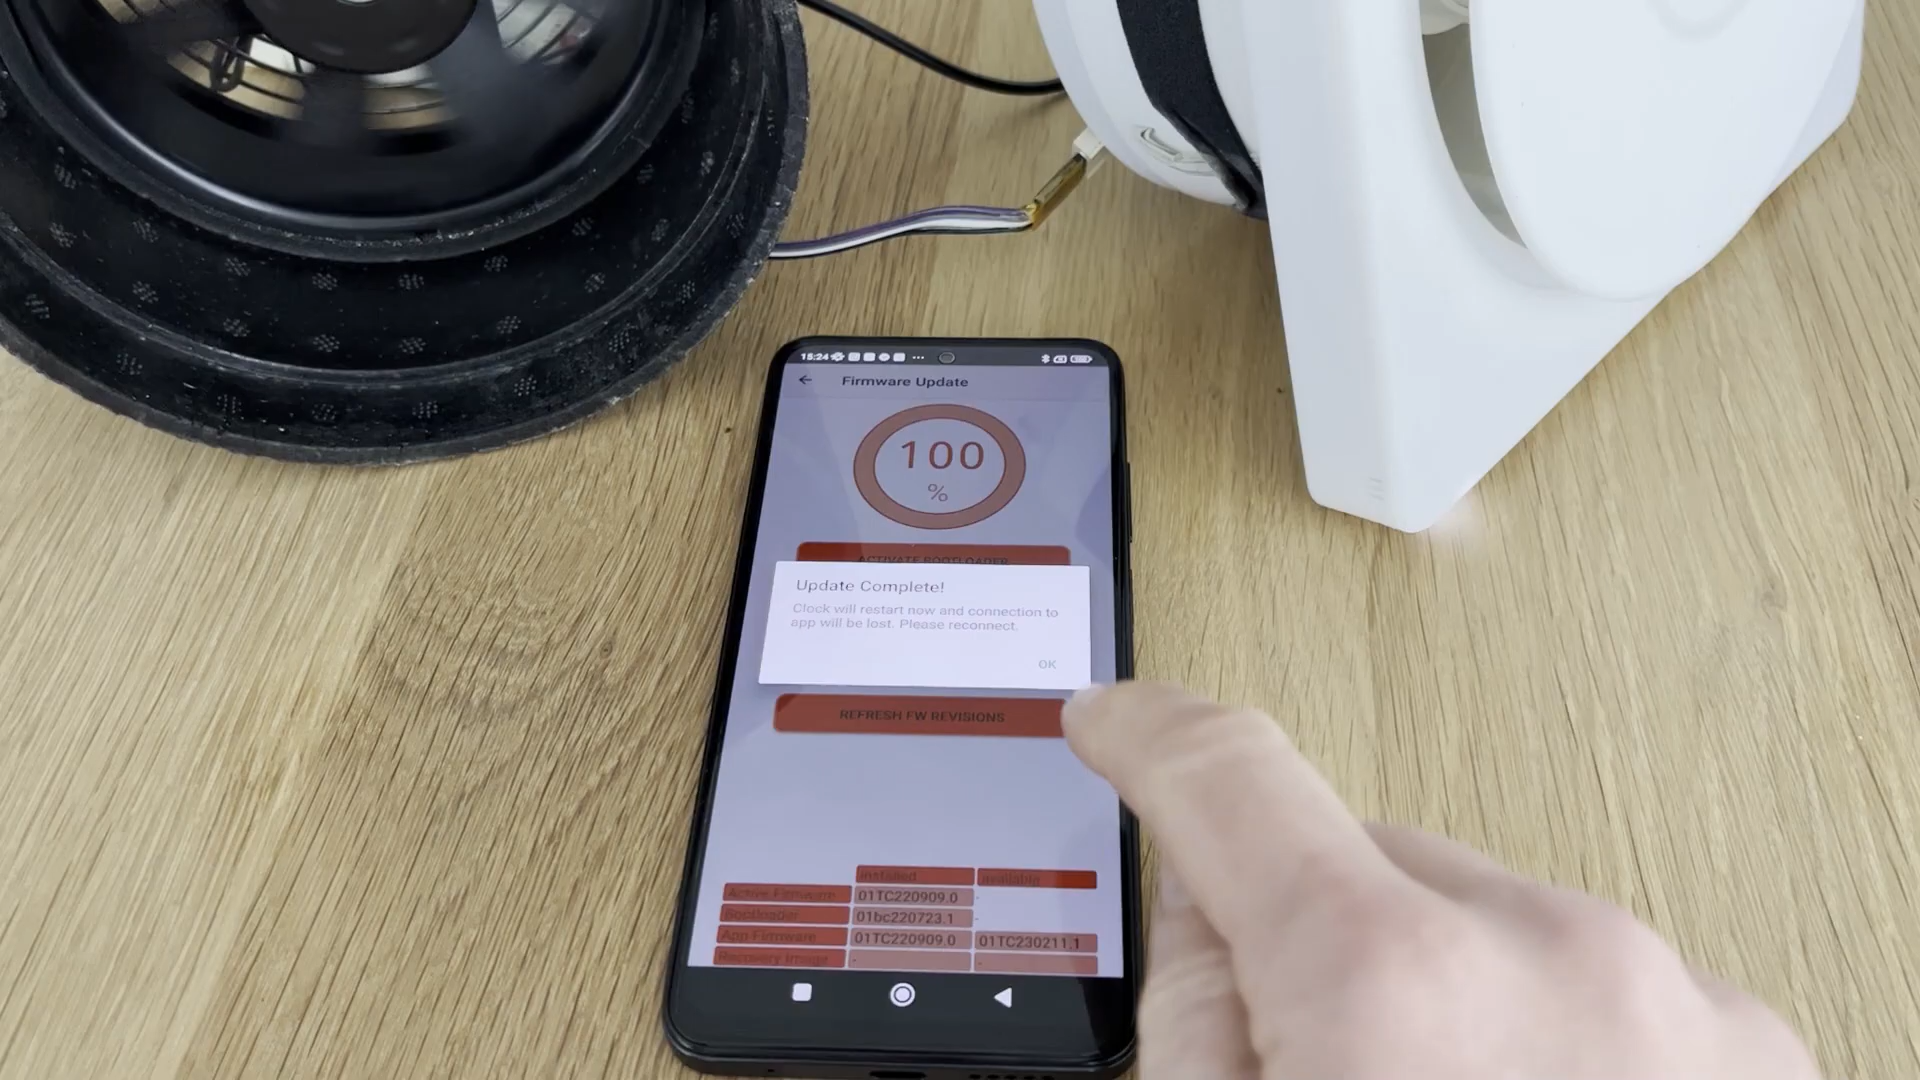 15:24
Firmware Update
100
%
ACTIVATE BOOTLOADER
Update Complete!
Clock will restart now and connection to
app will be lost. Please reconnect.
OK
REFRESH FW REVISIONS
installed available
Active Firmware 01TC220909.0 -
Bootloader 01bc220723.1 -
App Firmware 01TC220909.0 01TC230211.1
Recovery Image - -